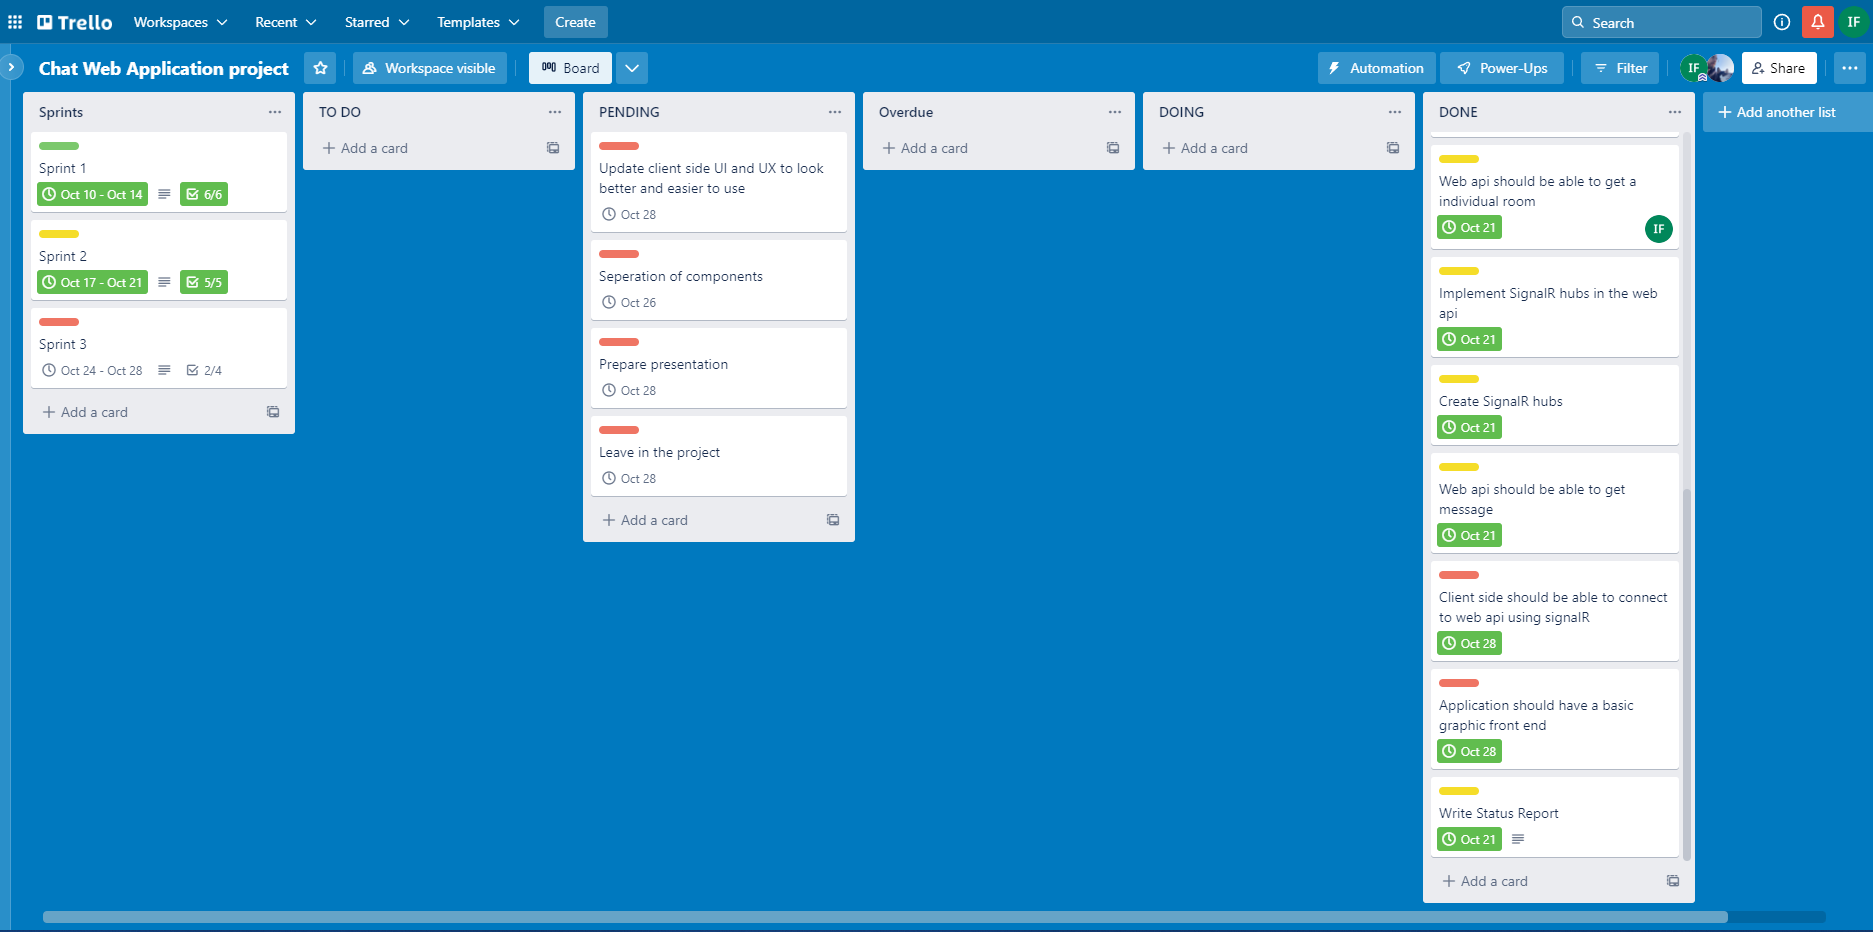 Trello
Workspaces
Recent
Starred
Templates
Create
Search
IF
Chat Web Application project
Workspace visible
Board
Automation
Power-Ups
Filter
IF
Share
Sprints
Sprint 1
Oct 10 - Oct 14
6/6
Sprint 2
Oct 17 - Oct 21
5/5
Sprint 3
Oct 24 - Oct 28
2/4
+ Add a card
TO DO
+ Add a card
PENDING
Update client side UI and UX to look
better and easier to use
Oct 28
Seperation of components
Oct 26
Prepare presentation
Oct 28
Leave in the project
Oct 28
+ Add a card
Overdue
+ Add a card
DOING
+ Add a card
DONE
Web api should be able to get a
individual room
Oct 21
IF
Implement SignalR hubs in the web
api
Oct 21
Create SignalR hubs
Oct 21
Web api should be able to get
message
Oct 21
Client side should be able to connect
to web api using signalR
Oct 28
Application should have a basic
graphic front end
Oct 28
Write Status Report
Oct 21
+ Add a card
+ Add another list